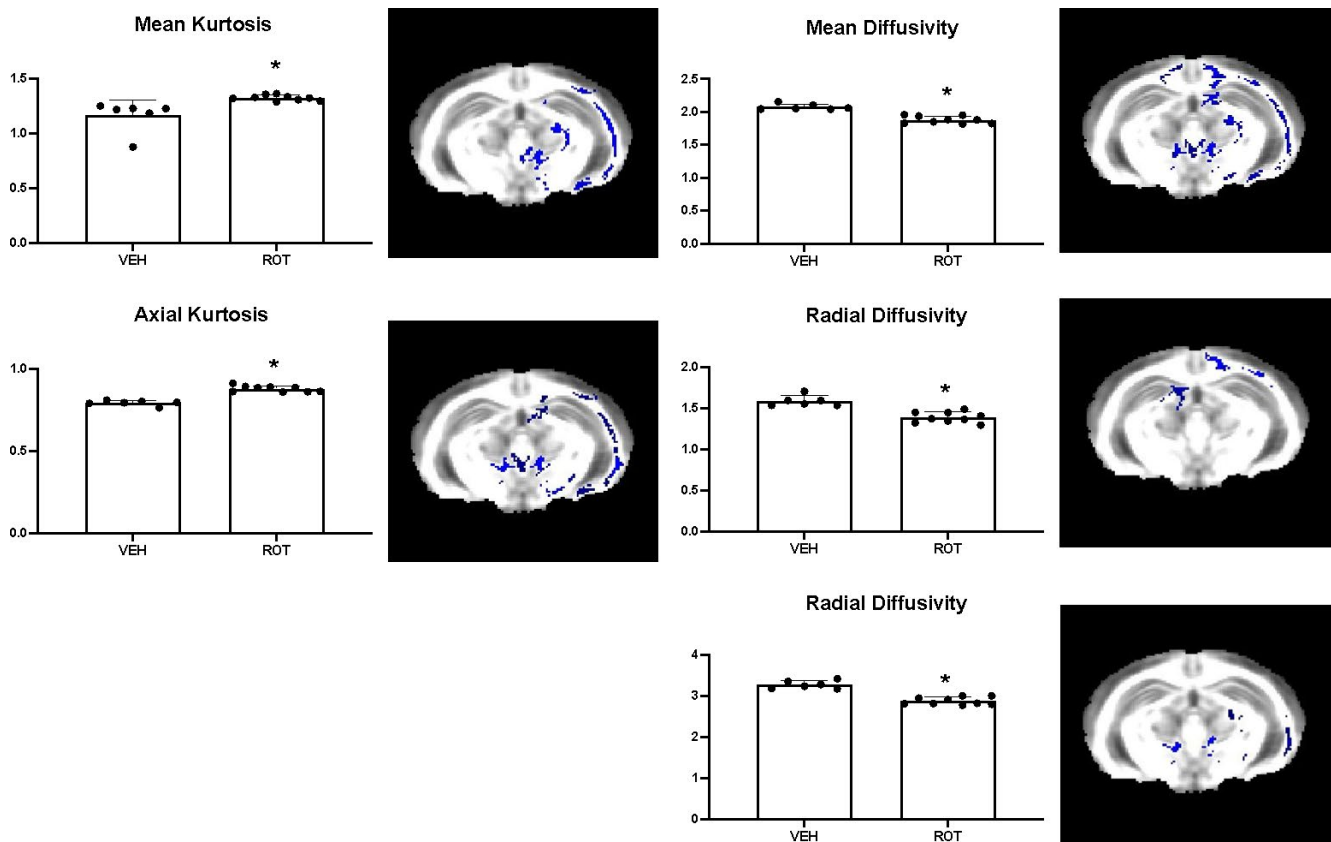 Mean Kurtosis
*
1.5
1.0
0.5
0.0
VEH ROT
Mean Diffusivity
*
2.5
2.0
1.5
1.0
0.5
0.0
VEH ROT
Axial Kurtosis
*
1.0
0.5
0.0
VEH ROT
Radial Diffusivity
*
2.0
1.5
1.0
0.5
0.0
VEH ROT
Radial Diffusivity
*
4
3
2
1
0
VEH ROT